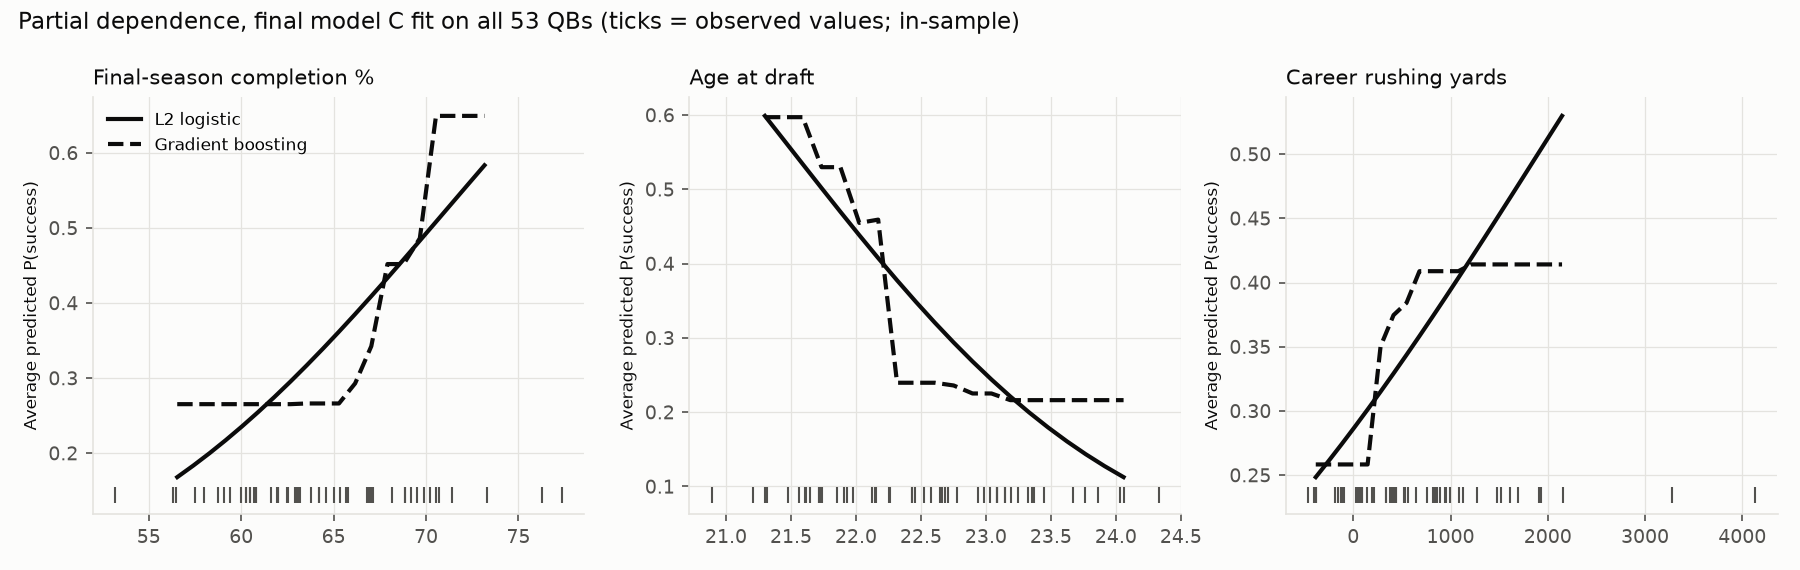 Partial dependence, final model C fit on all 53 QBs (ticks = observed values; in-sample)
Final-season completion %
L2 logistic
Gradient boosting
Average predicted P(success)
0.6
0.5
0.4
0.3
0.2
55 60 65 70 75
Age at draft
Average predicted P(success)
0.6
0.5
0.4
0.3
0.2
0.1
21.0 21.5 22.0 22.5 23.0 23.5 24.0 24.5
Career rushing yards
Average predicted P(success)
0.50
0.45
0.40
0.35
0.30
0.25
0 1000 2000 3000 4000